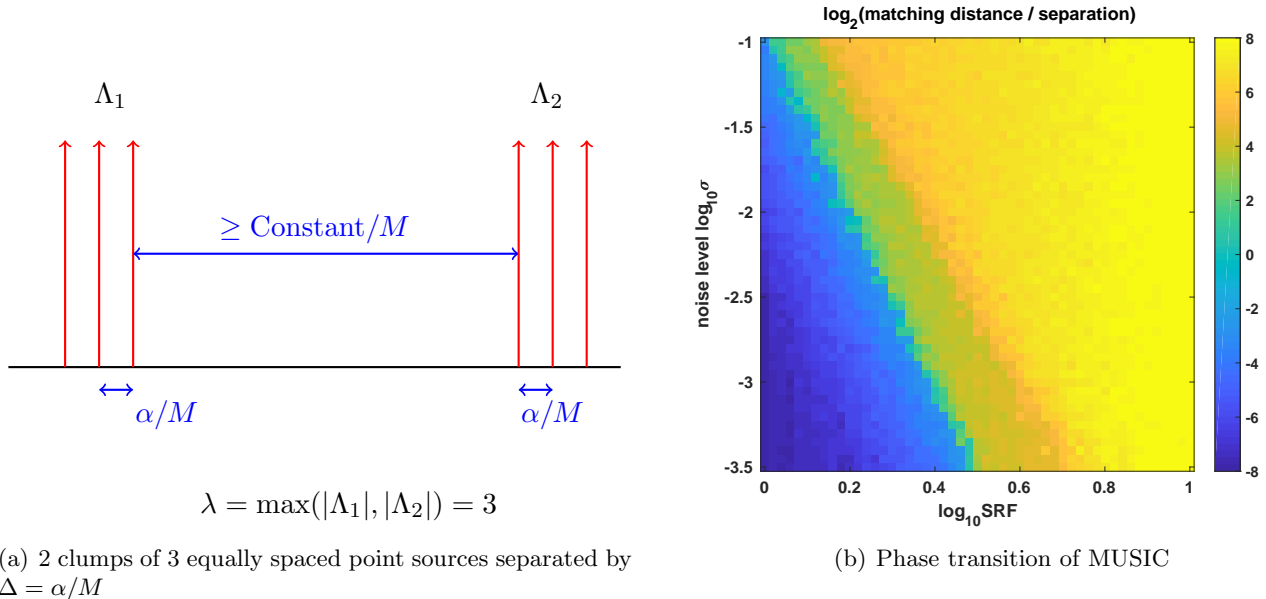 Λ₁
Λ₂
≥ Constant/M
α/M
α/M
λ = max(|Λ₁|, |Λ₂|) = 3
(a) 2 clumps of 3 equally spaced point sources separated by
Δ = α/M
log₂(matching distance / separation)
noise level log₁₀σ
-1
-1.5
-2
-2.5
-3
-3.5
0
0.2
0.4
0.6
0.8
1
log₁₀SRF
8
6
4
2
0
-2
-4
-6
-8
(b) Phase transition of MUSIC